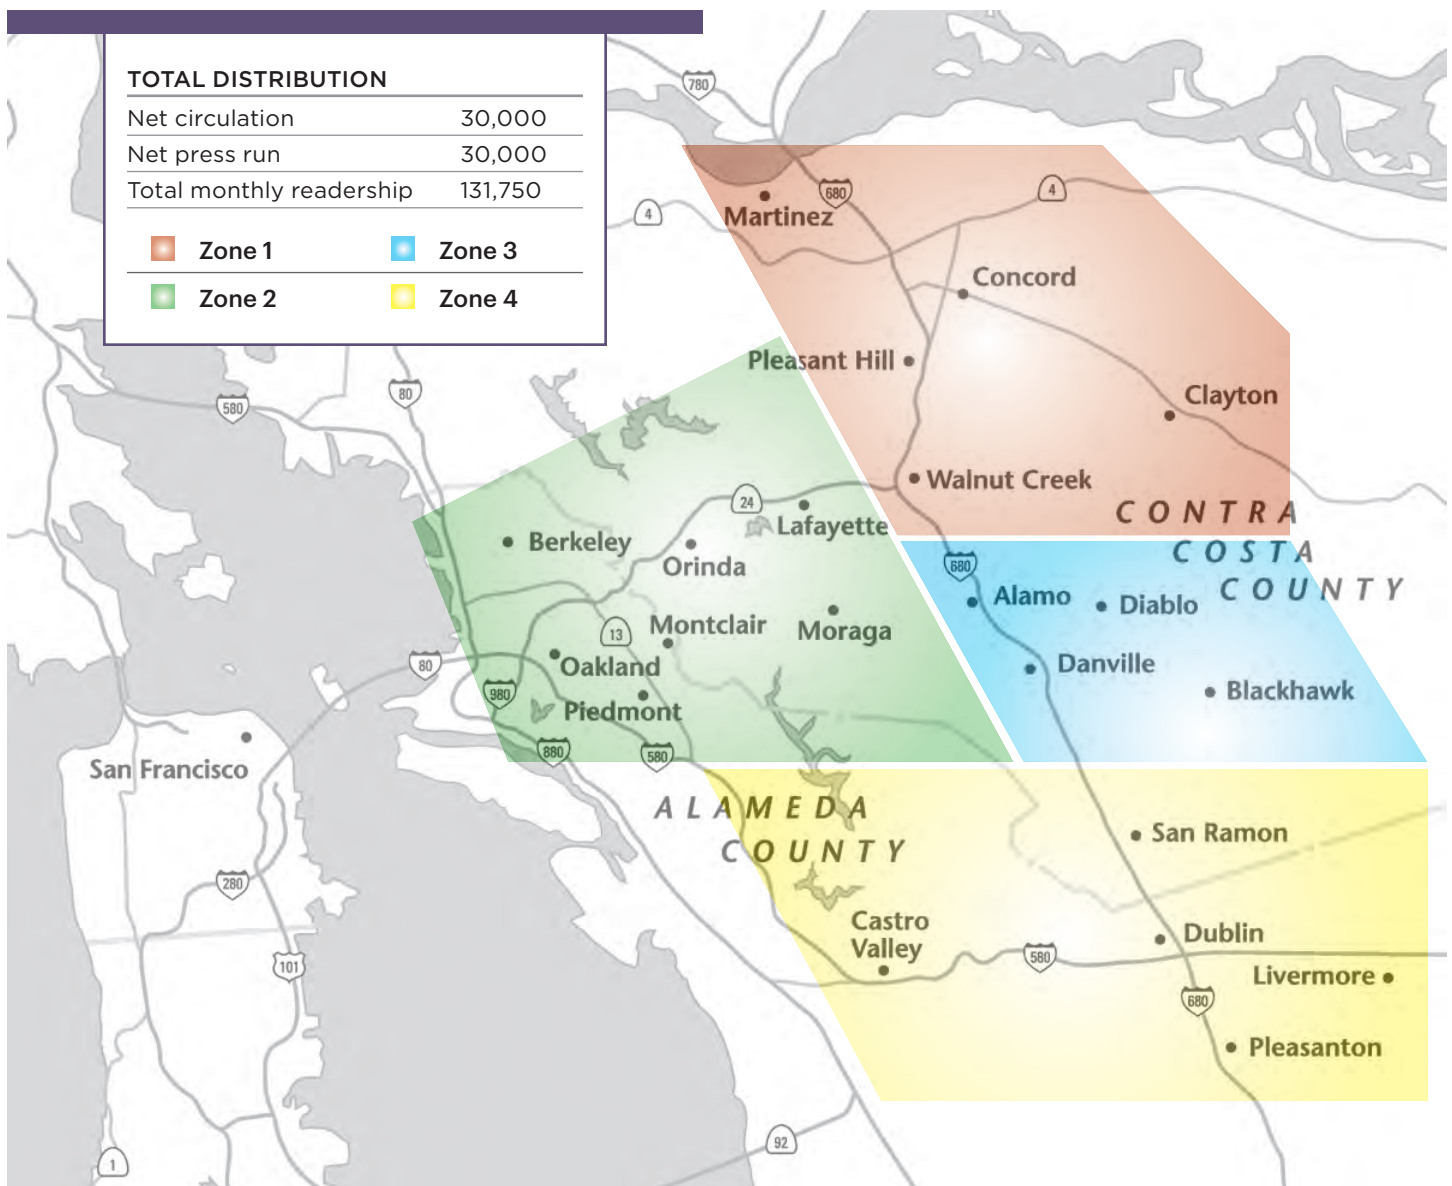 TOTAL DISTRIBUTION
Net circulation 30,000
Net press run 30,000
Total monthly readership 131,750
Zone 1 Zone 3
Zone 2 Zone 4
780
680
4
4
Martinez
Concord
Pleasant Hill
Clayton
80
580
Walnut Creek
24
Lafayette
CONTRA
COSTA
COUNTY
Berkeley
Orinda
680
Alamo
Diablo
13
Montclair
Moraga
80
Oakland
Danville
980
Piedmont
Blackhawk
880
580
San Francisco
ALAMEDA
COUNTY
San Ramon
280
Castro
Valley
Dublin
101
580
Livermore
680
Pleasanton
92
1